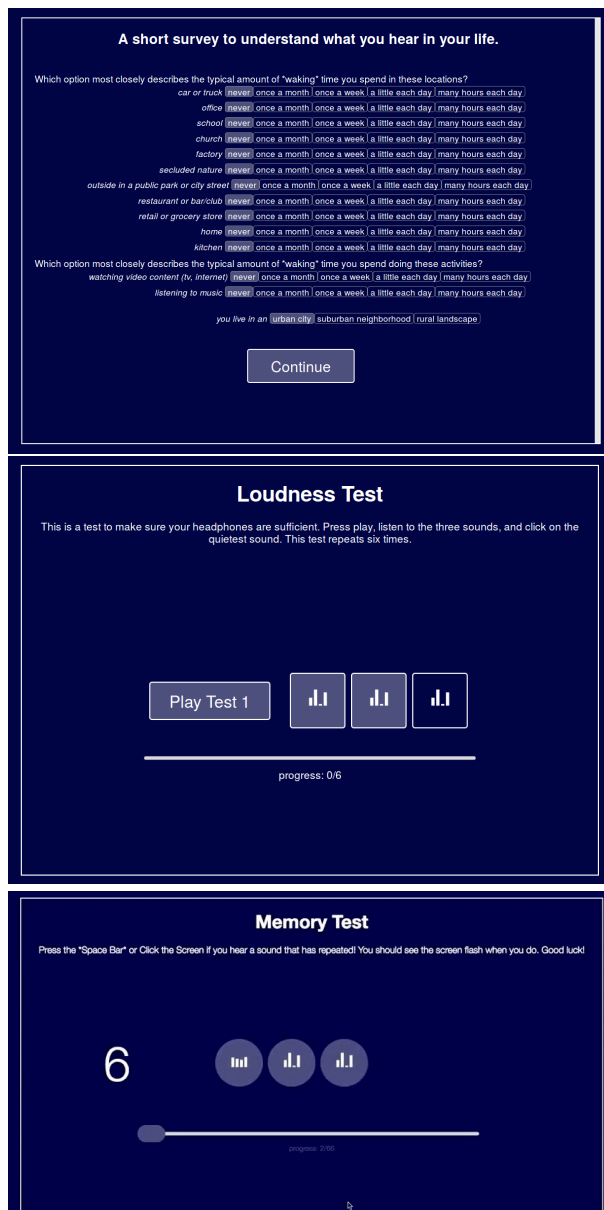 A short survey to understand what you hear in your life.
Which option most closely describes the typical amount of *waking* time you spend in these locations?
car or truck never once a month once a week a little each day many hours each day
office never once a month once a week a little each day many hours each day
school never once a month once a week a little each day many hours each day
church never once a month once a week a little each day many hours each day
factory never once a month once a week a little each day many hours each day
secluded nature never once a month once a week a little each day many hours each day
outside in a public park or city street never once a month once a week a little each day many hours each day
restaurant or bar/club never once a month once a week a little each day many hours each day
retail or grocery store never once a month once a week a little each day many hours each day
home never once a month once a week a little each day many hours each day
kitchen never once a month once a week a little each day many hours each day
Which option most closely describes the typical amount of *waking* time you spend doing these activities?
watching video content (tv, internet) never once a month once a week a little each day many hours each day
listening to music never once a month once a week a little each day many hours each day
you live in an urban city suburban neighborhood rural landscape
Continue
Loudness Test
This is a test to make sure your headphones are sufficient. Press play, listen to the three sounds, and click on the
quietest sound. This test repeats six times.
Play Test 1
progress: 0/6
Memory Test
Press the *Space Bar* or Click the Screen if you hear a sound that has repeated! You should see the screen flash when you do. Good luck!
6
progress: 2/66